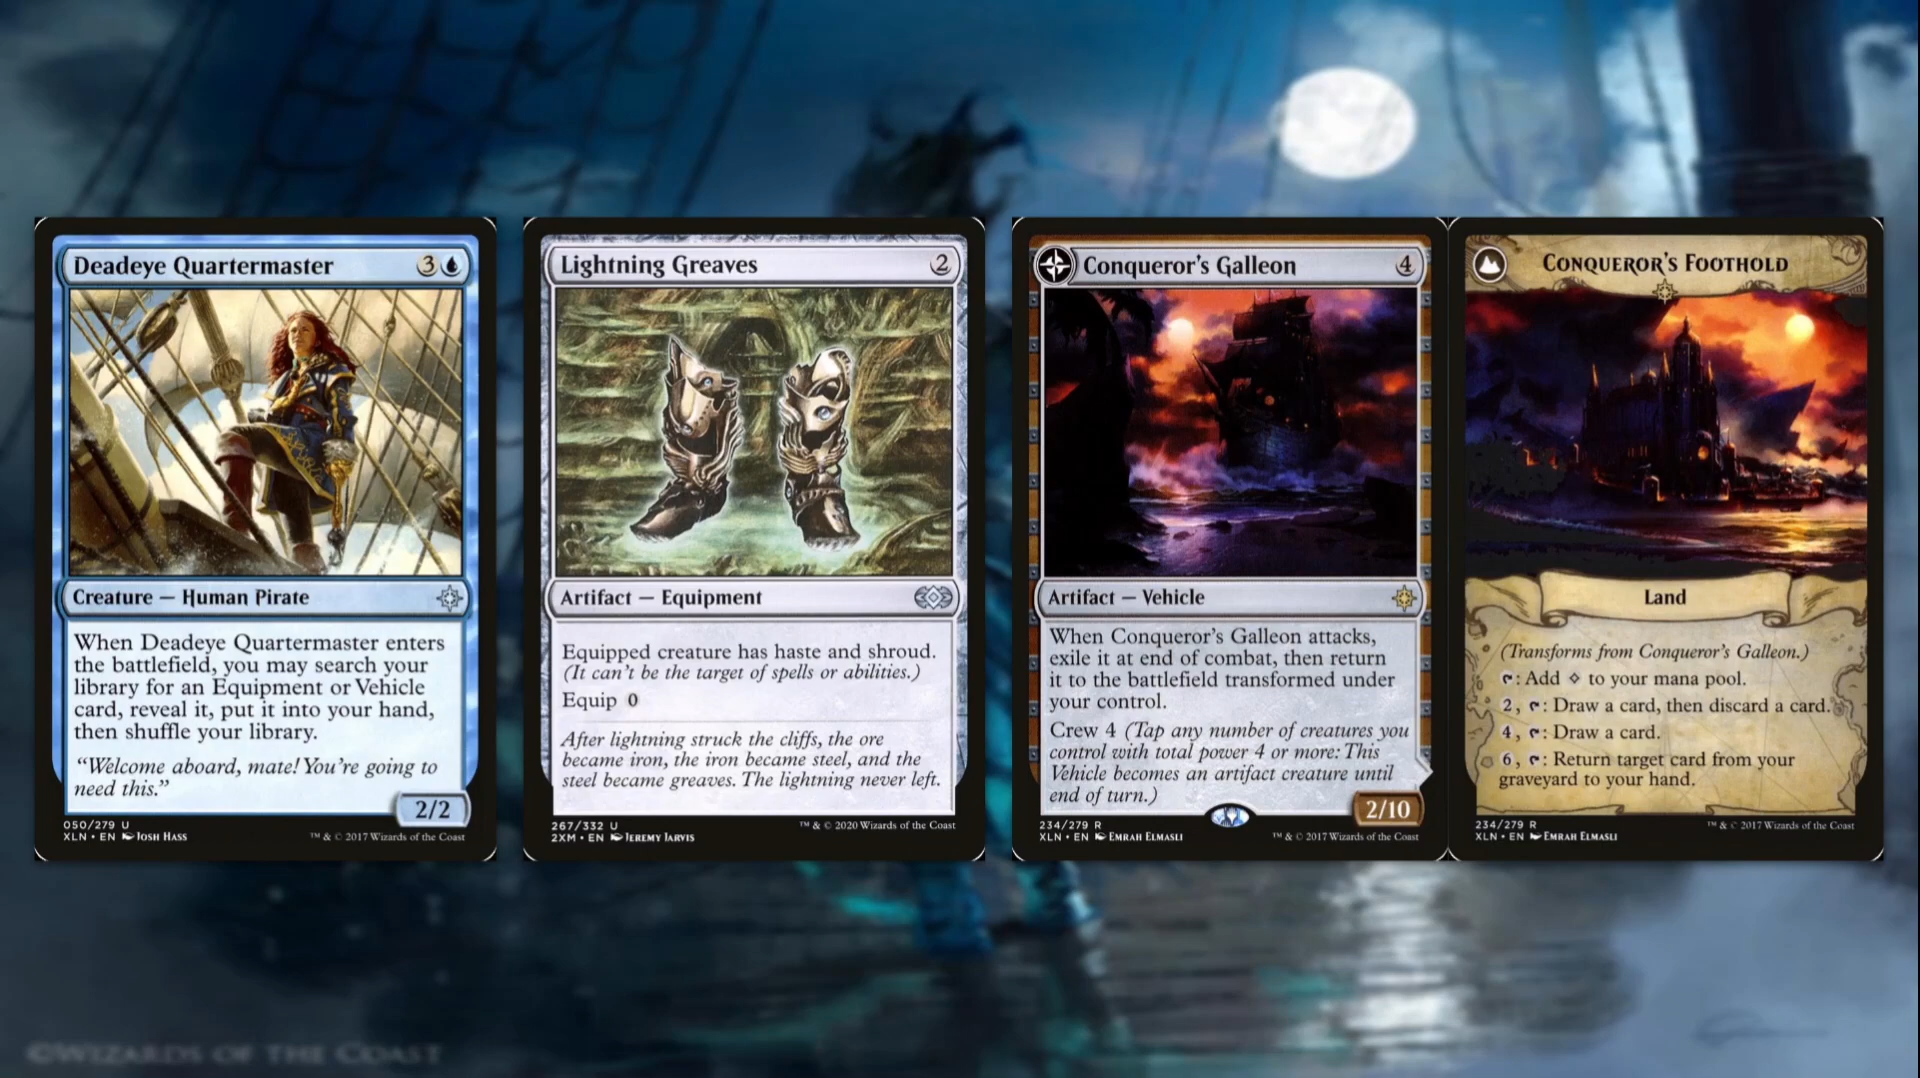 Deadeye Quartermaster 3
Creature — Human Pirate
When Deadeye Quartermaster enters
the battlefield, you may search your
library for an Equipment or Vehicle
card, reveal it, put it into your hand,
then shuffle your library.
“Welcome aboard, mate! You’re going to
need this.”
2/2
050/279 U
XLN • EN JOSH HASS
™ & © 2017 Wizards of the Coast
Lightning Greaves 2
Artifact — Equipment
Equipped creature has haste and shroud.
(It can’t be the target of spells or abilities.)
Equip 0
After lightning struck the cliffs, the ore
became iron, the iron became steel, and the
steel became greaves. The lightning never left.
267/332 U
2XM • EN JEREMY JARVIS
™ & © 2020 Wizards of the Coast
Conqueror’s Galleon 4
Artifact — Vehicle
When Conqueror’s Galleon attacks,
exile it at end of combat, then return
it to the battlefield transformed under
your control.
Crew 4 (Tap any number of creatures you
control with total power 4 or more: This
Vehicle becomes an artifact creature until
end of turn.)
2/10
234/279 R
XLN • EN EMRAH ELMASLI
™ & © 2017 Wizards of the Coast
CONQUEROR’S FOOTHOLD
Land
(Transforms from Conqueror’s Galleon.)
: Add to your mana pool.
2, : Draw a card, then discard a card.
4, : Draw a card.
6, : Return target card from your
graveyard to your hand.
234/279 R
XLN • EN EMRAH ELMASLI
™ & © 2017 Wizards of the Coast
©WIZARDS OF THE COAST